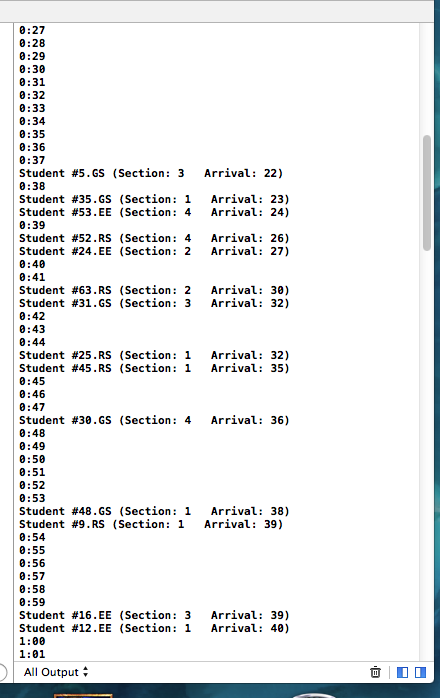 0:27
0:28
0:29
0:30
0:31
0:32
0:33
0:34
0:35
0:36
0:37
Student #5.GS (Section: 3   Arrival: 22)
0:38
Student #35.GS (Section: 1   Arrival: 23)
Student #53.EE (Section: 4   Arrival: 24)
0:39
Student #52.RS (Section: 4   Arrival: 26)
Student #24.EE (Section: 2   Arrival: 27)
0:40
0:41
Student #63.RS (Section: 2   Arrival: 30)
Student #31.GS (Section: 3   Arrival: 32)
0:42
0:43
0:44
Student #25.RS (Section: 1   Arrival: 32)
Student #45.RS (Section: 1   Arrival: 35)
0:45
0:46
0:47
Student #30.GS (Section: 4   Arrival: 36)
0:48
0:49
0:50
0:51
0:52
0:53
Student #48.GS (Section: 1   Arrival: 38)
Student #9.RS (Section: 1   Arrival: 39)
0:54
0:55
0:56
0:57
0:58
0:59
Student #16.EE (Section: 3   Arrival: 39)
Student #12.EE (Section: 1   Arrival: 40)
1:00
1:01
All Output